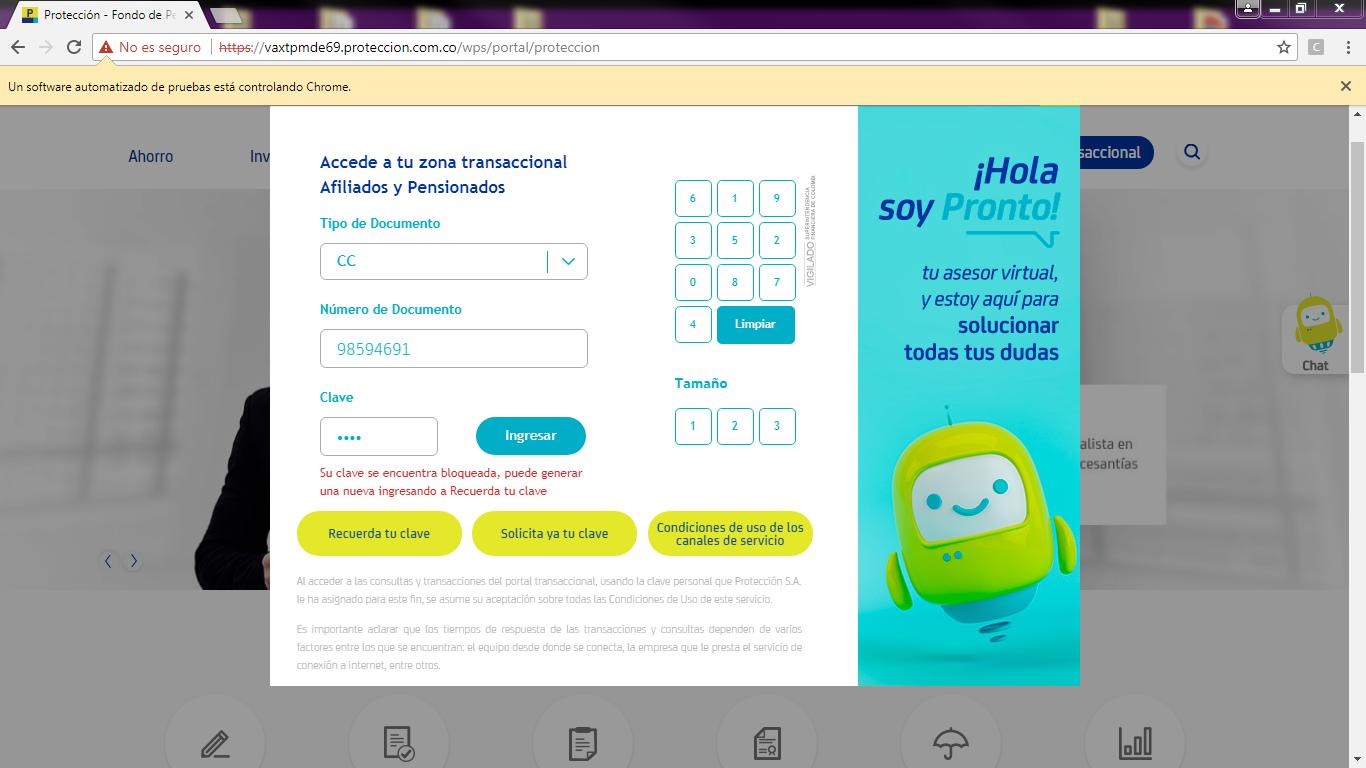 Protección - Fondo de Pe
No es seguro
https://vaxtpmde69.proteccion.com.co/wps/portal/proteccion
C
Un software automatizado de pruebas está controlando Chrome.
Ahorro
Inv
saccional
Accede a tu zona transaccional
Afiliados y Pensionados
Tipo de Documento
CC
Número de Documento
98594691
Clave
••••
Ingresar
Su clave se encuentra bloqueada, puede generar
una nueva ingresando a Recuerda tu clave
6 1 9
3 5 2
0 8 7
4 Limpiar
VIGILADO SUPERINTENDENCIA
FINANCIERA DE COLOMBIA
Tamaño
1 2 3
Recuerda tu clave
Solicita ya tu clave
Condiciones de uso de los
canales de servicio
Al acceder a las consultas y transacciones del portal transaccional, usando la clave personal que Protección S.A.
le ha asignado para este fin, se asume su aceptación sobre todas las Condiciones de Uso de este servicio.
Es importante aclarar que los tiempos de respuesta de las transacciones y consultas dependen de varios
factores entre los que se encuentran: el equipo desde donde se conecta, la empresa que le presta el servicio de
conexión a internet, entre otros.
¡Hola
soy Pronto!
tu asesor virtual,
y estoy aquí para
solucionar
todas tus dudas
Chat
alista en
cesantías